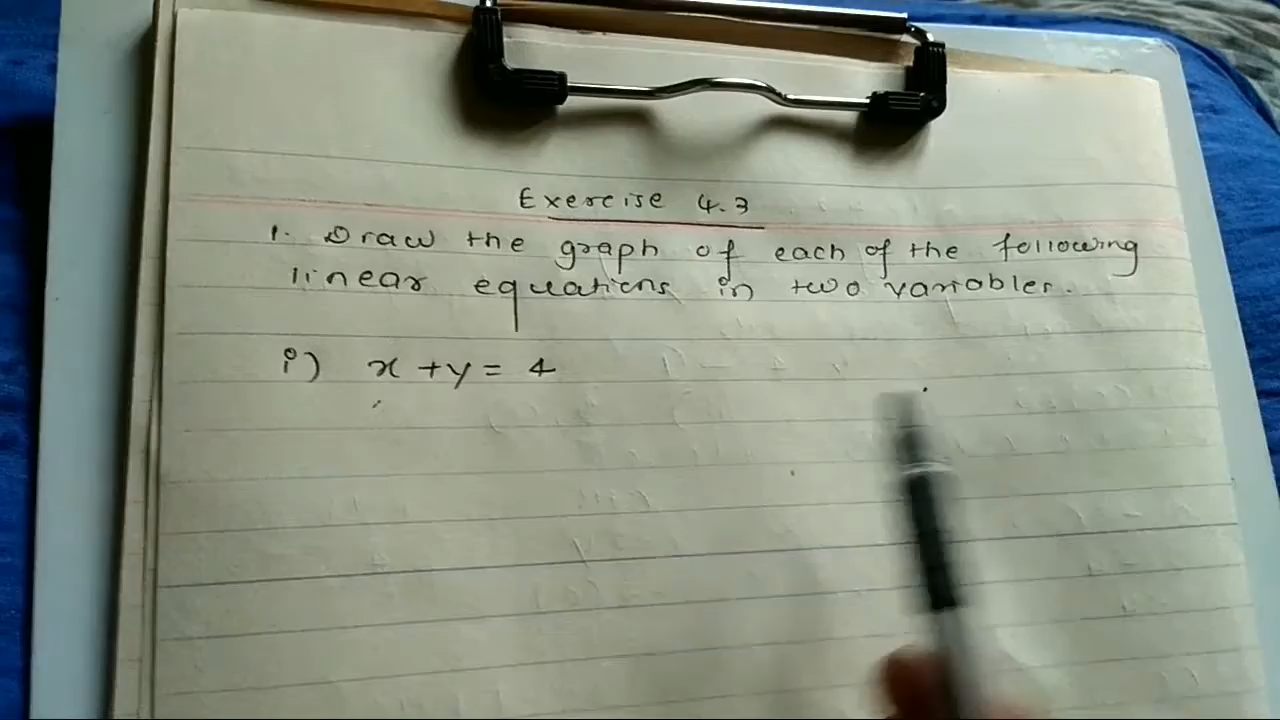 Exercise 4.3
1. Draw the graph of each of the following
linear equations in two variables.
i) x + y = 4